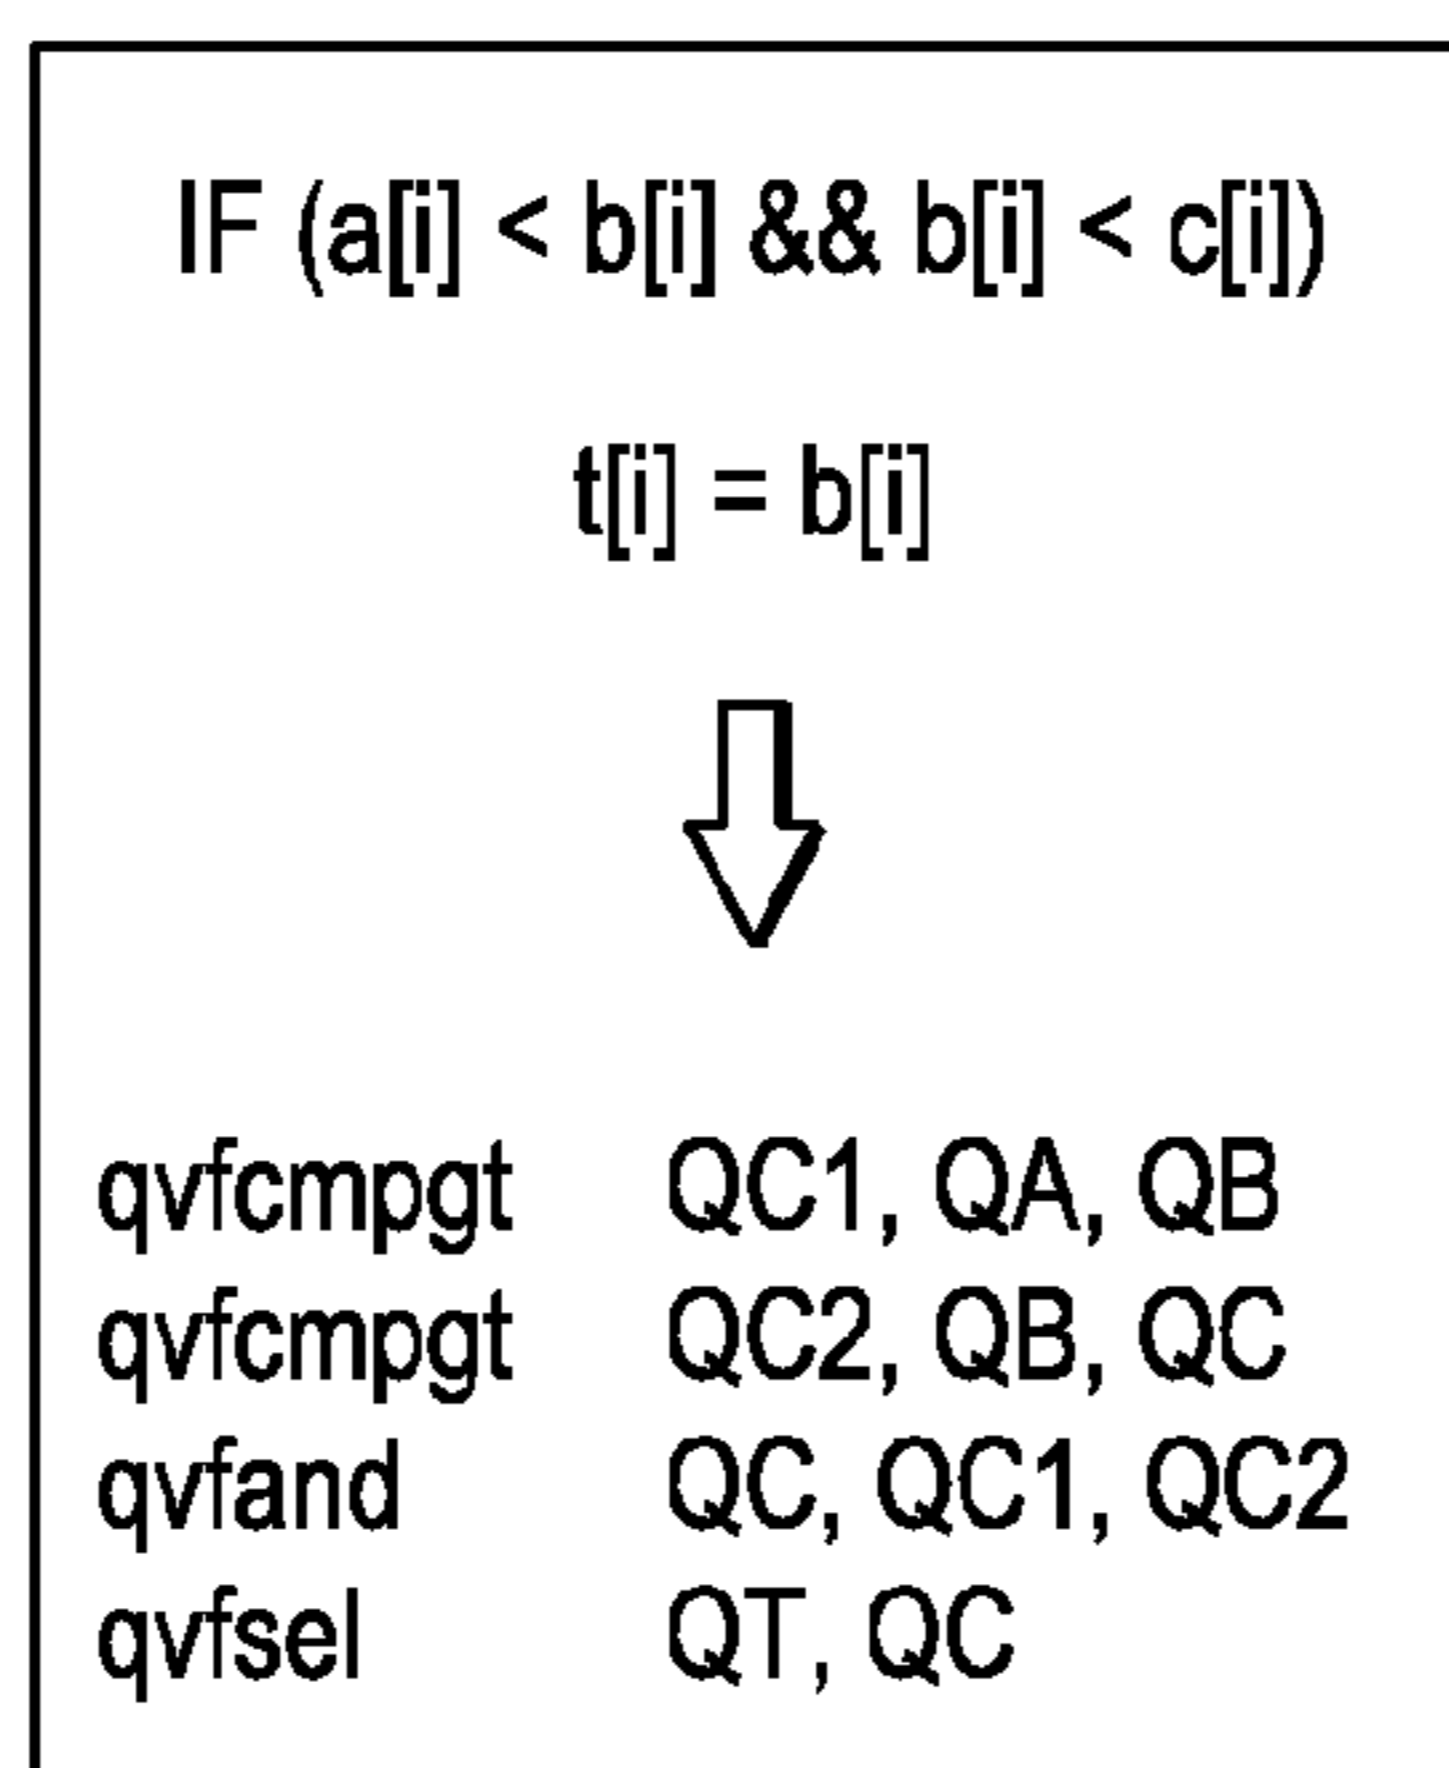 IF (a[i] < b[i] && b[i] < c[i])
t[i] = b[i]
qvfcmpgt QC1, QA, QB
qvfcmpgt QC2, QB, QC
qvfand QC, QC1, QC2
qvfsel QT, QC